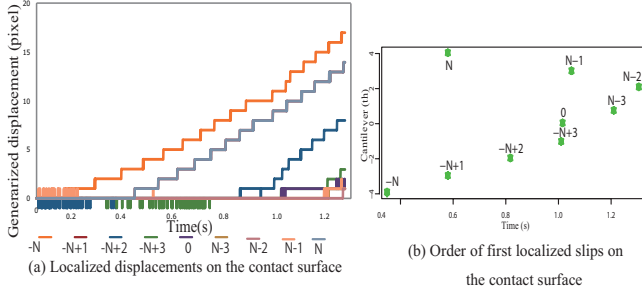 Generarized displacement (pixel)
20
15
10
5
0
0.2 0.4 0.6 0.8 1.0 1.2
Time(s)
-N -N+1 -N+2 -N+3 0 N-3 N-2 N-1 N
(a) Localized displacements on the contact surface
Cantilever (th)
4
2
0
-2
-4
N
N-1
N-2
N-3
0
-N+3
-N+2
-N+1
-N
0.4 0.6 0.8 1.0 1.2
Time (s)
(b) Order of first localized slips on
the contact surface